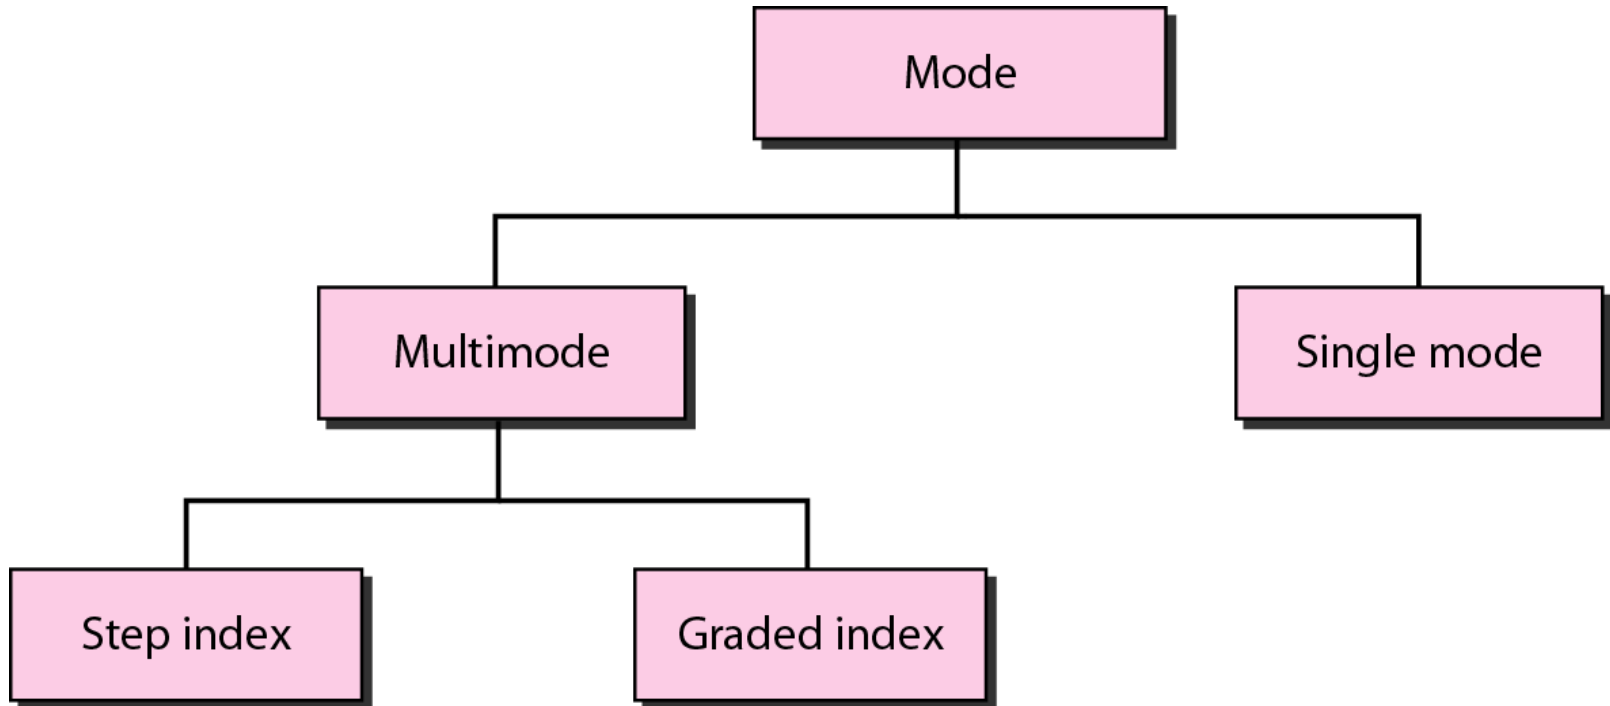 Mode
Multimode
Single mode
Step index
Graded index